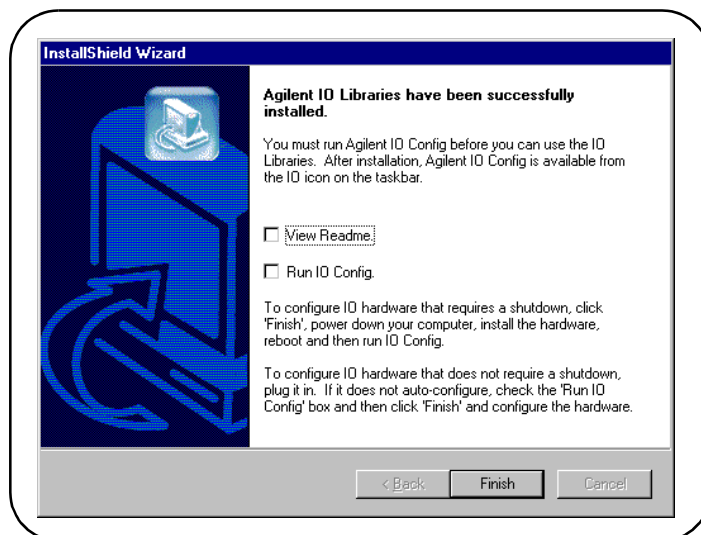 InstallShield Wizard
Agilent IO Libraries have been successfully
installed.
You must run Agilent IO Config before you can use the IO
Libraries. After installation, Agilent IO Config is available from
the IO icon on the taskbar.
View Readme.
Run IO Config.
To configure IO hardware that requires a shutdown, click
'Finish', power down your computer, install the hardware,
reboot and then run IO Config.
To configure IO hardware that does not require a shutdown,
plug it in. If it does not auto-configure, check the 'Run IO
Config' box and then click 'Finish' and configure the hardware.
< Back
Finish
Cancel